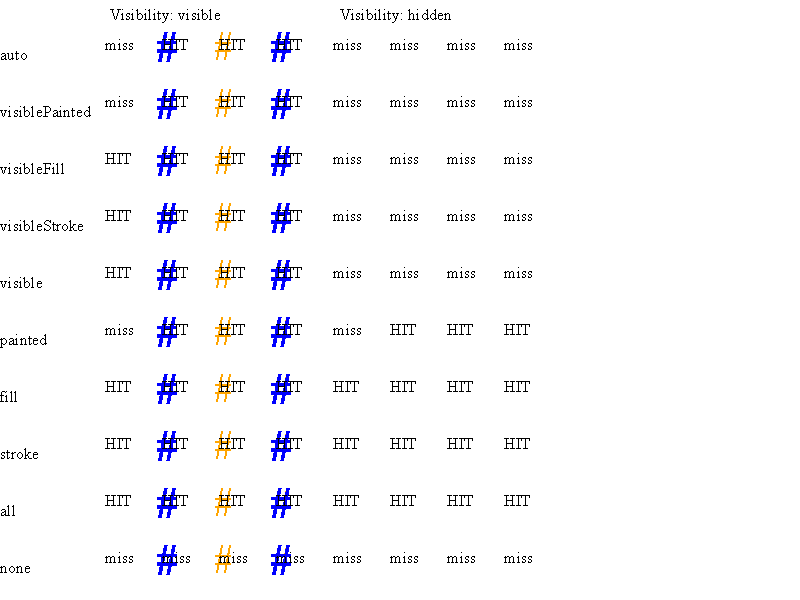 Visibility: visible Visibility: hidden
auto miss # HIT # HIT # HIT miss miss miss miss
visiblePainted miss # HIT # HIT # HIT miss miss miss miss
visibleFill HIT # HIT # HIT # HIT miss miss miss miss
visibleStroke HIT # HIT # HIT # HIT miss miss miss miss
visible HIT # HIT # HIT # HIT miss miss miss miss
painted miss # HIT # HIT # HIT miss HIT HIT HIT
fill HIT # HIT # HIT # HIT HIT HIT HIT HIT
stroke HIT # HIT # HIT # HIT HIT HIT HIT HIT
all HIT # HIT # HIT # HIT HIT HIT HIT HIT
none miss # miss # miss # miss miss miss miss miss